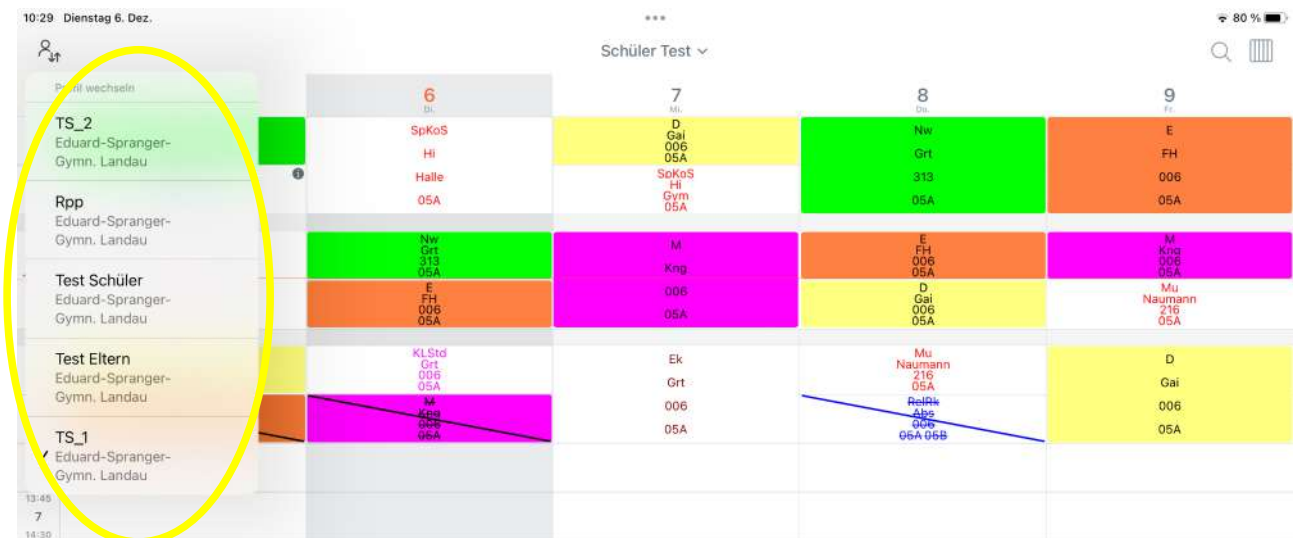 10:29 Dienstag 6. Dez.
80 %
Schüler Test
Profil wechseln
TS_2
Eduard-Spranger-
Gymn. Landau
Rpp
Eduard-Spranger-
Gymn. Landau
Test Schüler
Eduard-Spranger-
Gymn. Landau
Test Eltern
Eduard-Spranger-
Gymn. Landau
TS_1
Eduard-Spranger-
Gymn. Landau
13:45
7
14:30
6
Di.
SpKoS
Hi
Halle
05A
Nw
Grt
313
05A
E
FH
006
05A
KLStd
Grt
006
05A
M
Kng
006
05A
7
Mi.
D
Gai
006
05A
SpKoS
Hi
Gym
05A
M
Kng
006
05A
Ek
Grt
006
05A
8
Do.
Nw
Grt
313
05A
E
FH
006
05A
D
Gai
006
05A
Mu
Naumann
216
05A
RelRk
Abs
006
05A 05B
9
Fr.
E
FH
006
05A
M
Kng
006
05A
Mu
Naumann
216
05A
D
Gai
006
05A